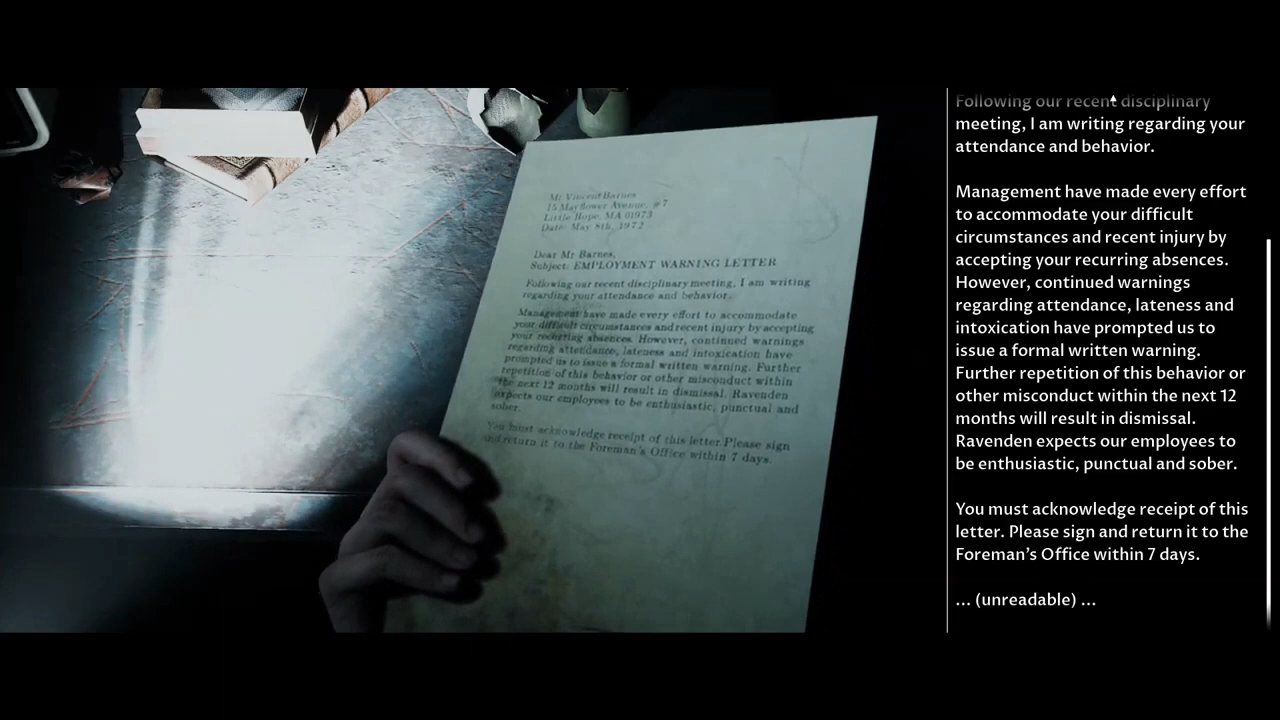 Mr Vincent Barnes
15 Mayflower Avenue, #7
Little Hope, MA 01973
Date: May 8th, 1972
Dear Mr Barnes,
Subject: EMPLOYMENT WARNING LETTER
Following our recent disciplinary meeting, I am writing
regarding your attendance and behavior.
Management have made every effort to accommodate
your difficult circumstances and recent injury by accepting
your recurring absences. However, continued warnings
regarding attendance, lateness and intoxication have
prompted us to issue a formal written warning. Further
repetition of this behavior or other misconduct within
the next 12 months will result in dismissal. Ravenden
expects our employees to be enthusiastic, punctual and
sober.
You must acknowledge receipt of this letter. Please sign
and return it to the Foreman's Office within 7 days.
Following our recent disciplinary
meeting, I am writing regarding your
attendance and behavior.
Management have made every effort
to accommodate your difficult
circumstances and recent injury by
accepting your recurring absences.
However, continued warnings
regarding attendance, lateness and
intoxication have prompted us to
issue a formal written warning.
Further repetition of this behavior or
other misconduct within the next 12
months will result in dismissal.
Ravenden expects our employees to
be enthusiastic, punctual and sober.
You must acknowledge receipt of this
letter. Please sign and return it to the
Foreman’s Office within 7 days.
... (unreadable) ...